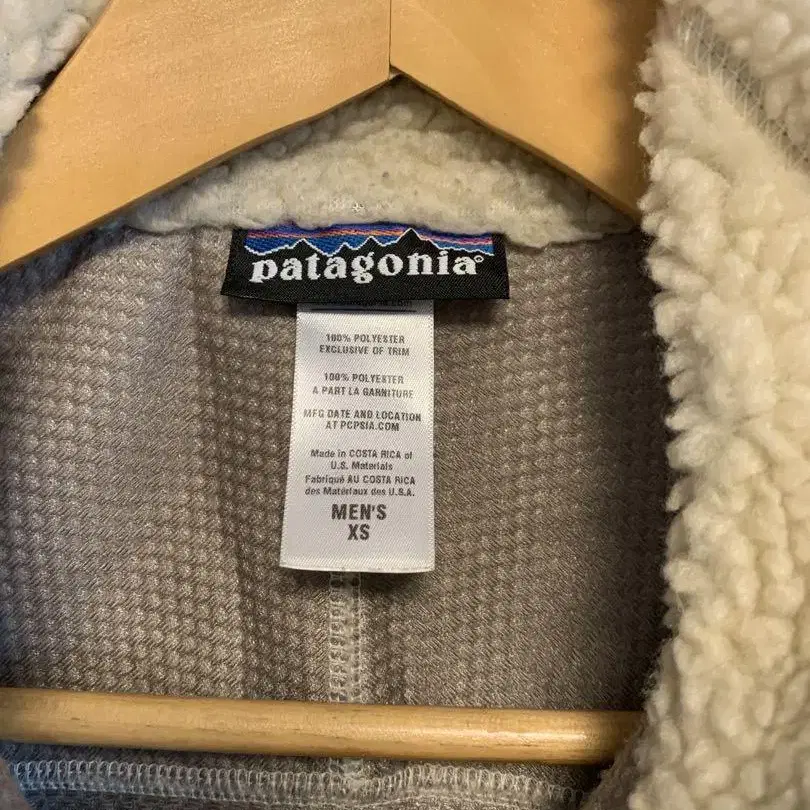 patagonia®
100% POLYESTER
EXCLUSIVE OF TRIM
100% POLYESTER
A PART LA GARNITURE
MFG DATE AND LOCATION
AT PCPSIA.COM
Made in COSTA RICA of
U.S. Materials
Fabriqué AU COSTA RICA
des Matériaux des U.S.A.
MEN'S
XS